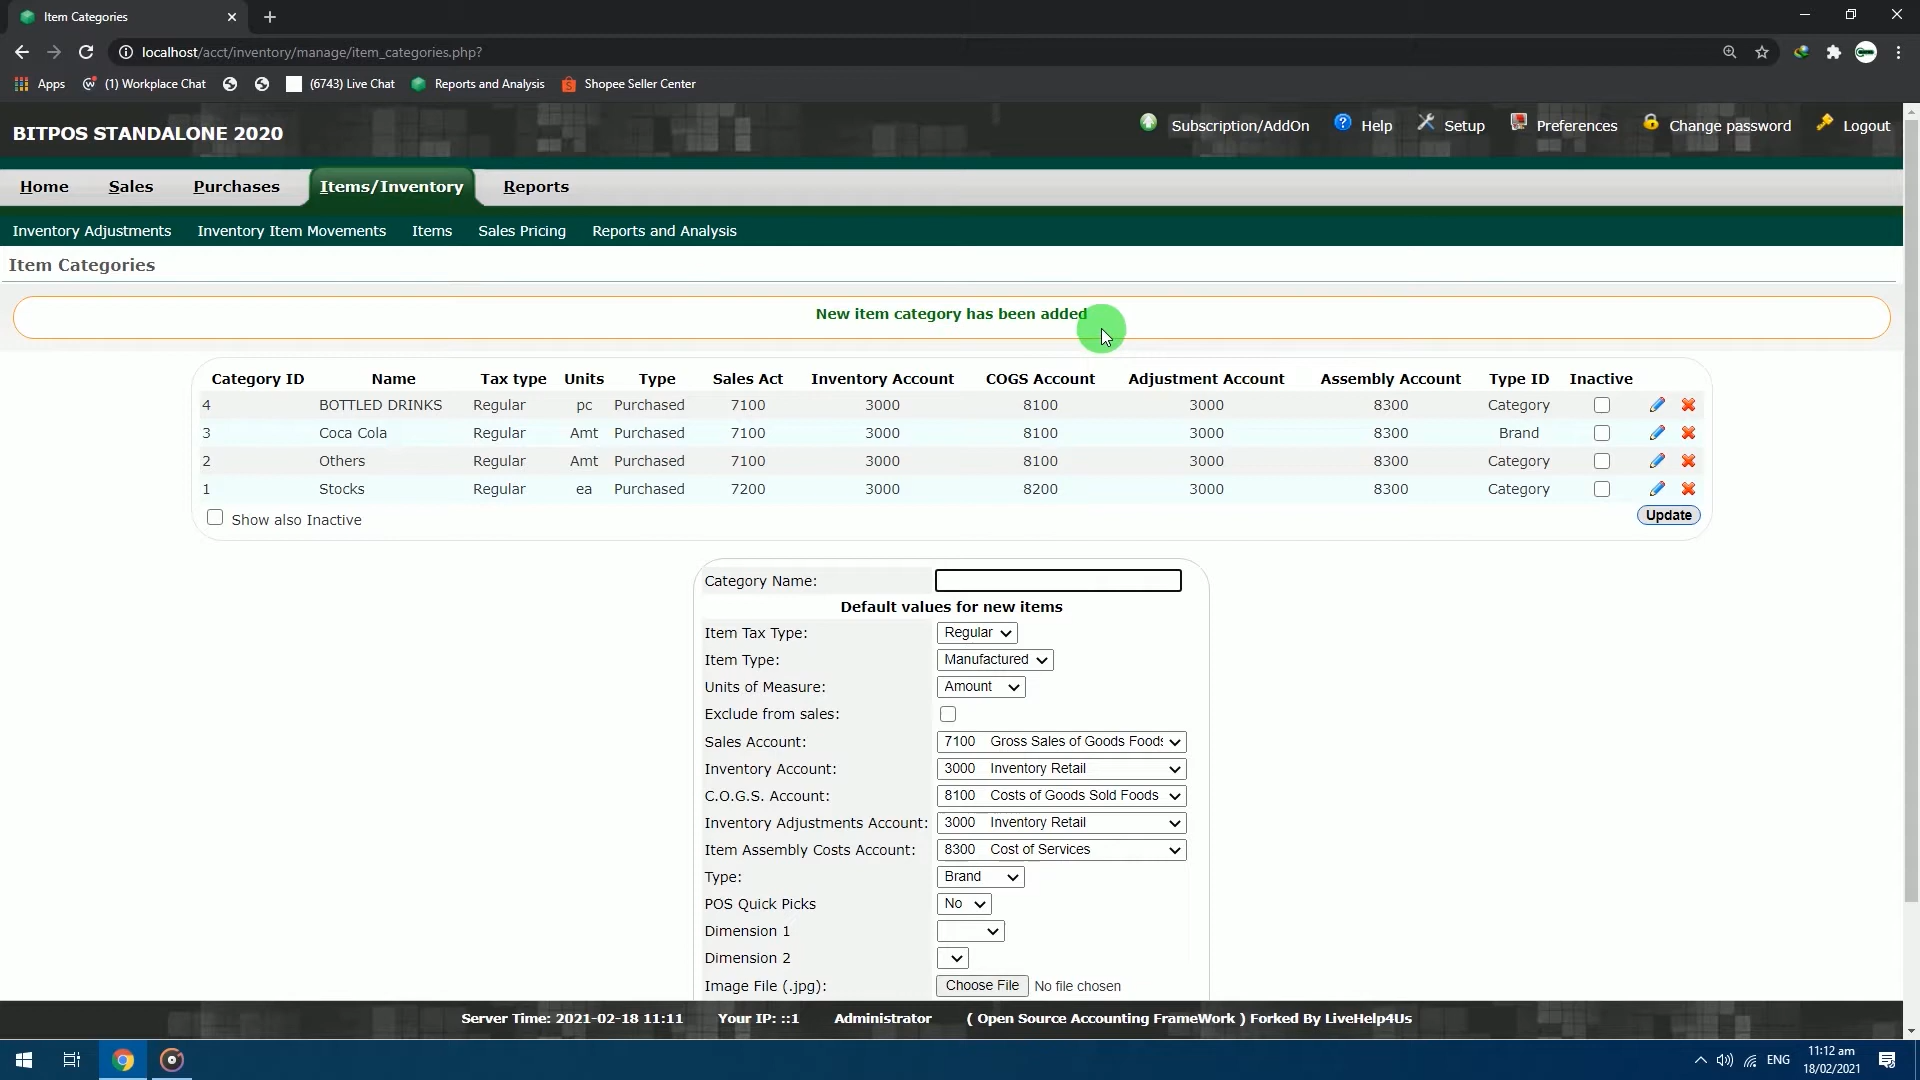 Item Categories
localhost/acct/inventory/manage/item_categories.php?
Apps (1) Workplace Chat (6743) Live Chat Reports and Analysis Shopee Seller Center
BITPOS STANDALONE 2020
Subscription/AddOn Help Setup Preferences Change password Logout
Home Sales Purchases Items/Inventory Reports
Inventory Adjustments Inventory Item Movements Items Sales Pricing Reports and Analysis
Item Categories
New item category has been added
Category ID Name Tax type Units Type Sales Act Inventory Account COGS Account Adjustment Account Assembly Account Type ID Inactive
4 BOTTLED DRINKS Regular pc Purchased 7100 3000 8100 3000 8300 Category
3 Coca Cola Regular Amt Purchased 7100 3000 8100 3000 8300 Brand
2 Others Regular Amt Purchased 7100 3000 8100 3000 8300 Category
1 Stocks Regular ea Purchased 7200 3000 8200 3000 8300 Category
Show also Inactive Update
Category Name:
Default values for new items
Item Tax Type: Regular
Item Type: Manufactured
Units of Measure: Amount
Exclude from sales:
Sales Account: 7100 Gross Sales of Goods Foods
Inventory Account: 3000 Inventory Retail
C.O.G.S. Account: 8100 Costs of Goods Sold Foods
Inventory Adjustments Account: 3000 Inventory Retail
Item Assembly Costs Account: 8300 Cost of Services
Type: Brand
POS Quick Picks No
Dimension 1
Dimension 2
Image File (.jpg): Choose File No file chosen
Server Time: 2021-02-18 11:11 Your IP: ::1 Administrator ( Open Source Accounting FrameWork ) Forked By LiveHelp4Us
ENG 11:12 am
18/02/2021